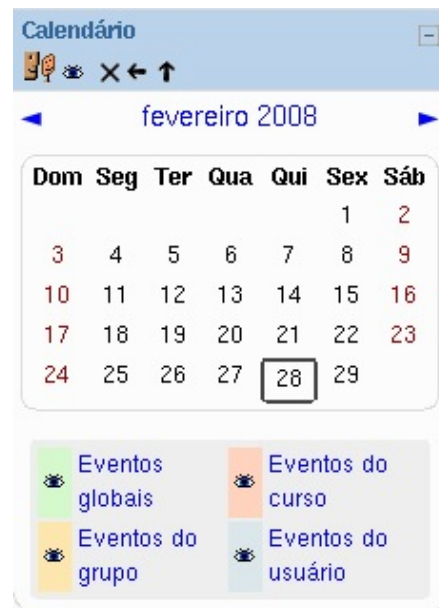 Calendário
fevereiro 2008
Dom Seg Ter Qua Qui Sex Sáb
1 2
3 4 5 6 7 8 9
10 11 12 13 14 15 16
17 18 19 20 21 22 23
24 25 26 27 28 29
Eventos globais
Eventos do curso
Eventos do grupo
Eventos do usuário